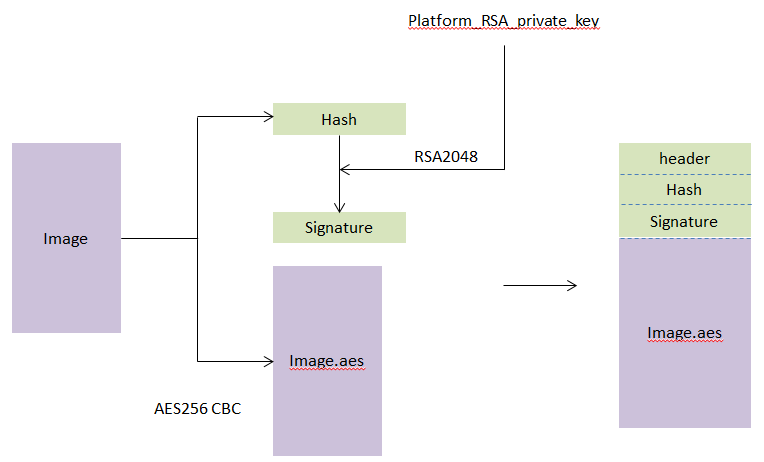 Platform_RSA_private_key
Hash
RSA2048
header
Hash
Image
Signature
Signature
Image.aes
Image.aes
AES256 CBC